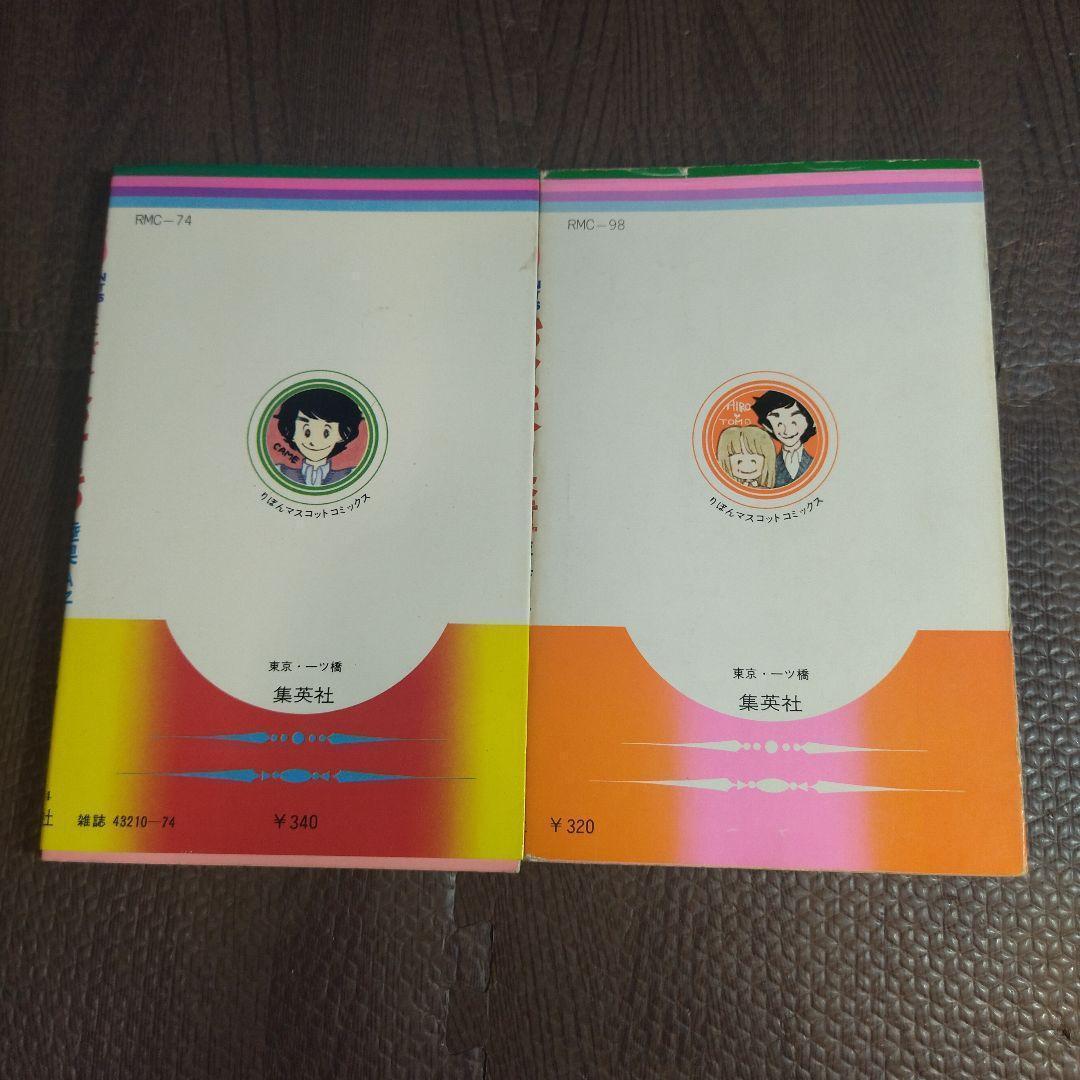 RMC－74
CAME
りぼんマスコットコミックス
東京・一ツ橋
集英社
雑誌 43210－74
￥340
RMC－98
HIRO
TOMO
りぼんマスコットコミックス
東京・一ツ橋
集英社
￥320